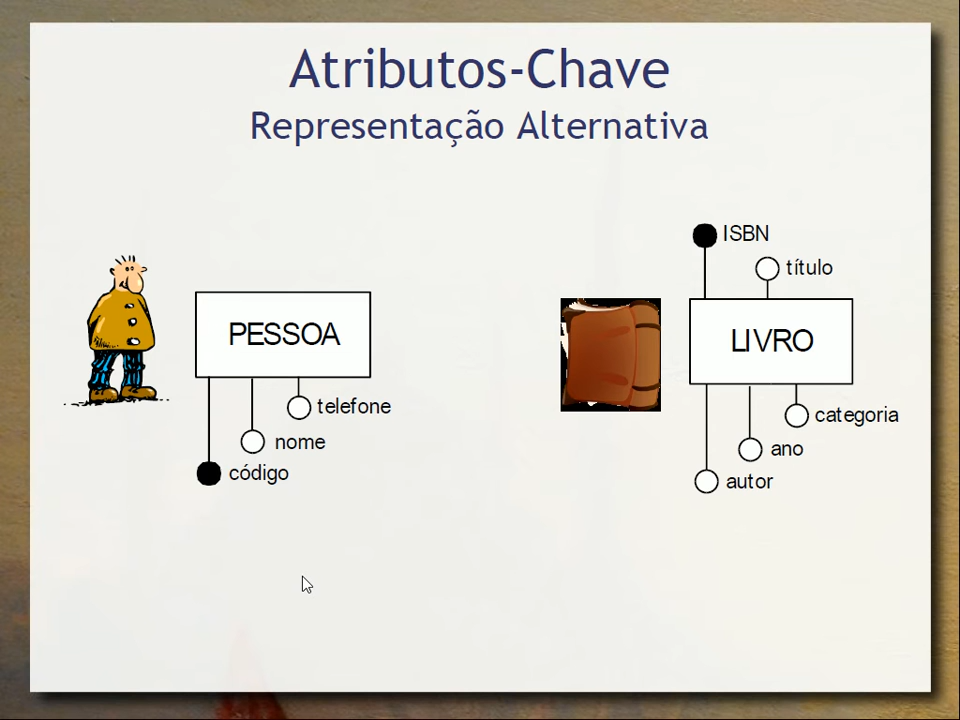 Atributos-Chave
Representação Alternativa
PESSOA
telefone
nome
código
ISBN
título
LIVRO
categoria
ano
autor